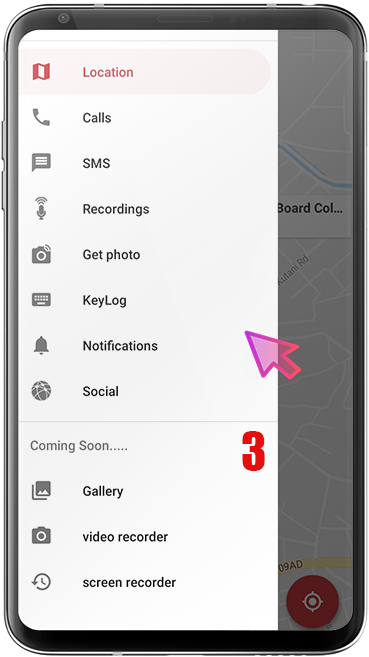 Location
Calls
Board Col...
SMS
Recordings
Kutani Rd
Get photo
KeyLog
Notifications
Social
Coming Soon.....
3
Gallery
video recorder
09AD
screen recorder